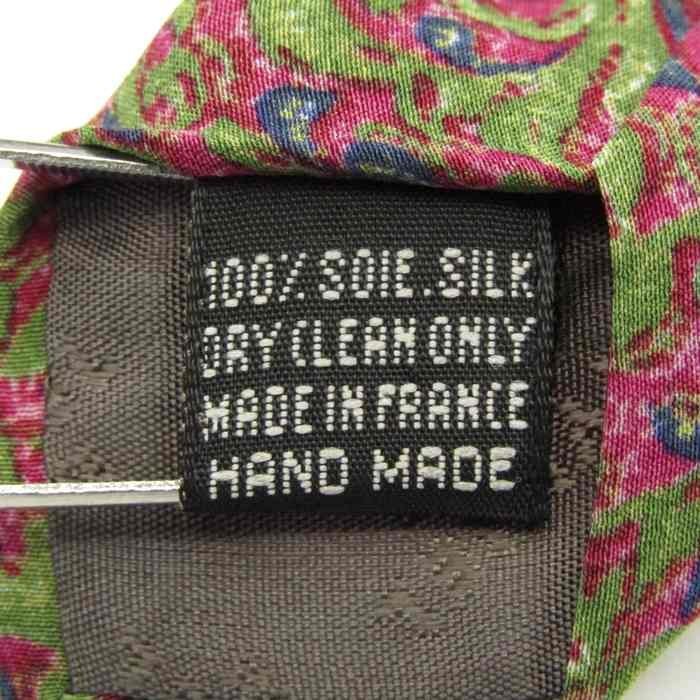 100% SOIE.SILK
DRY CLEAN ONLY
MADE IN FRANCE
HAND MADE